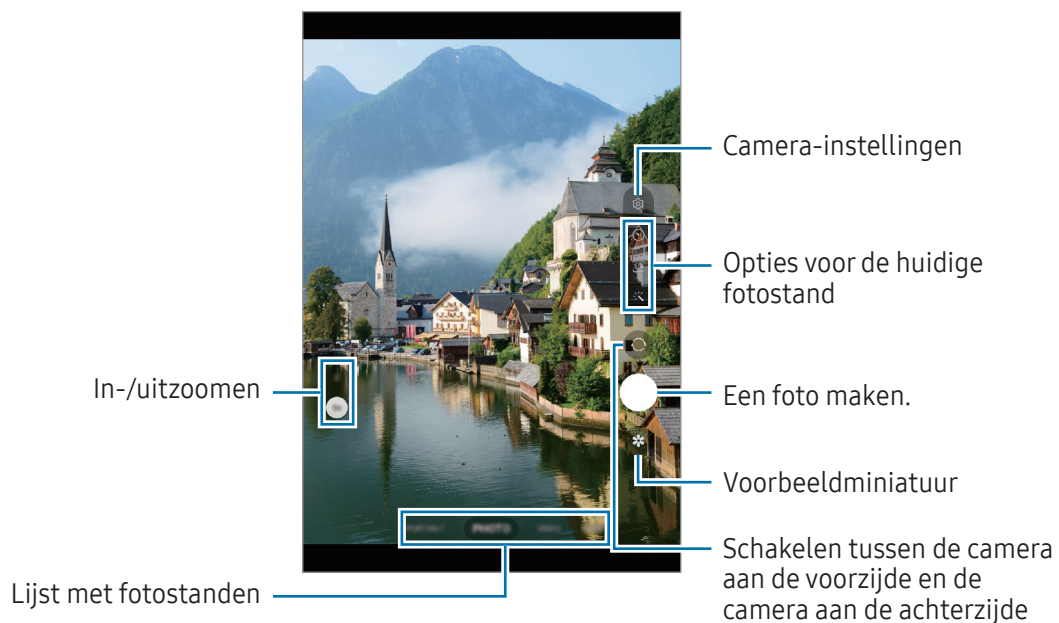 Camera-instellingen
Opties voor de huidige
fotostand
In-/uitzoomen
Een foto maken.
Voorbeeldminiatuur
PHOTO
Schakelen tussen de camera
aan de voorzijde en de
camera aan de achterzijde
Lijst met fotostanden